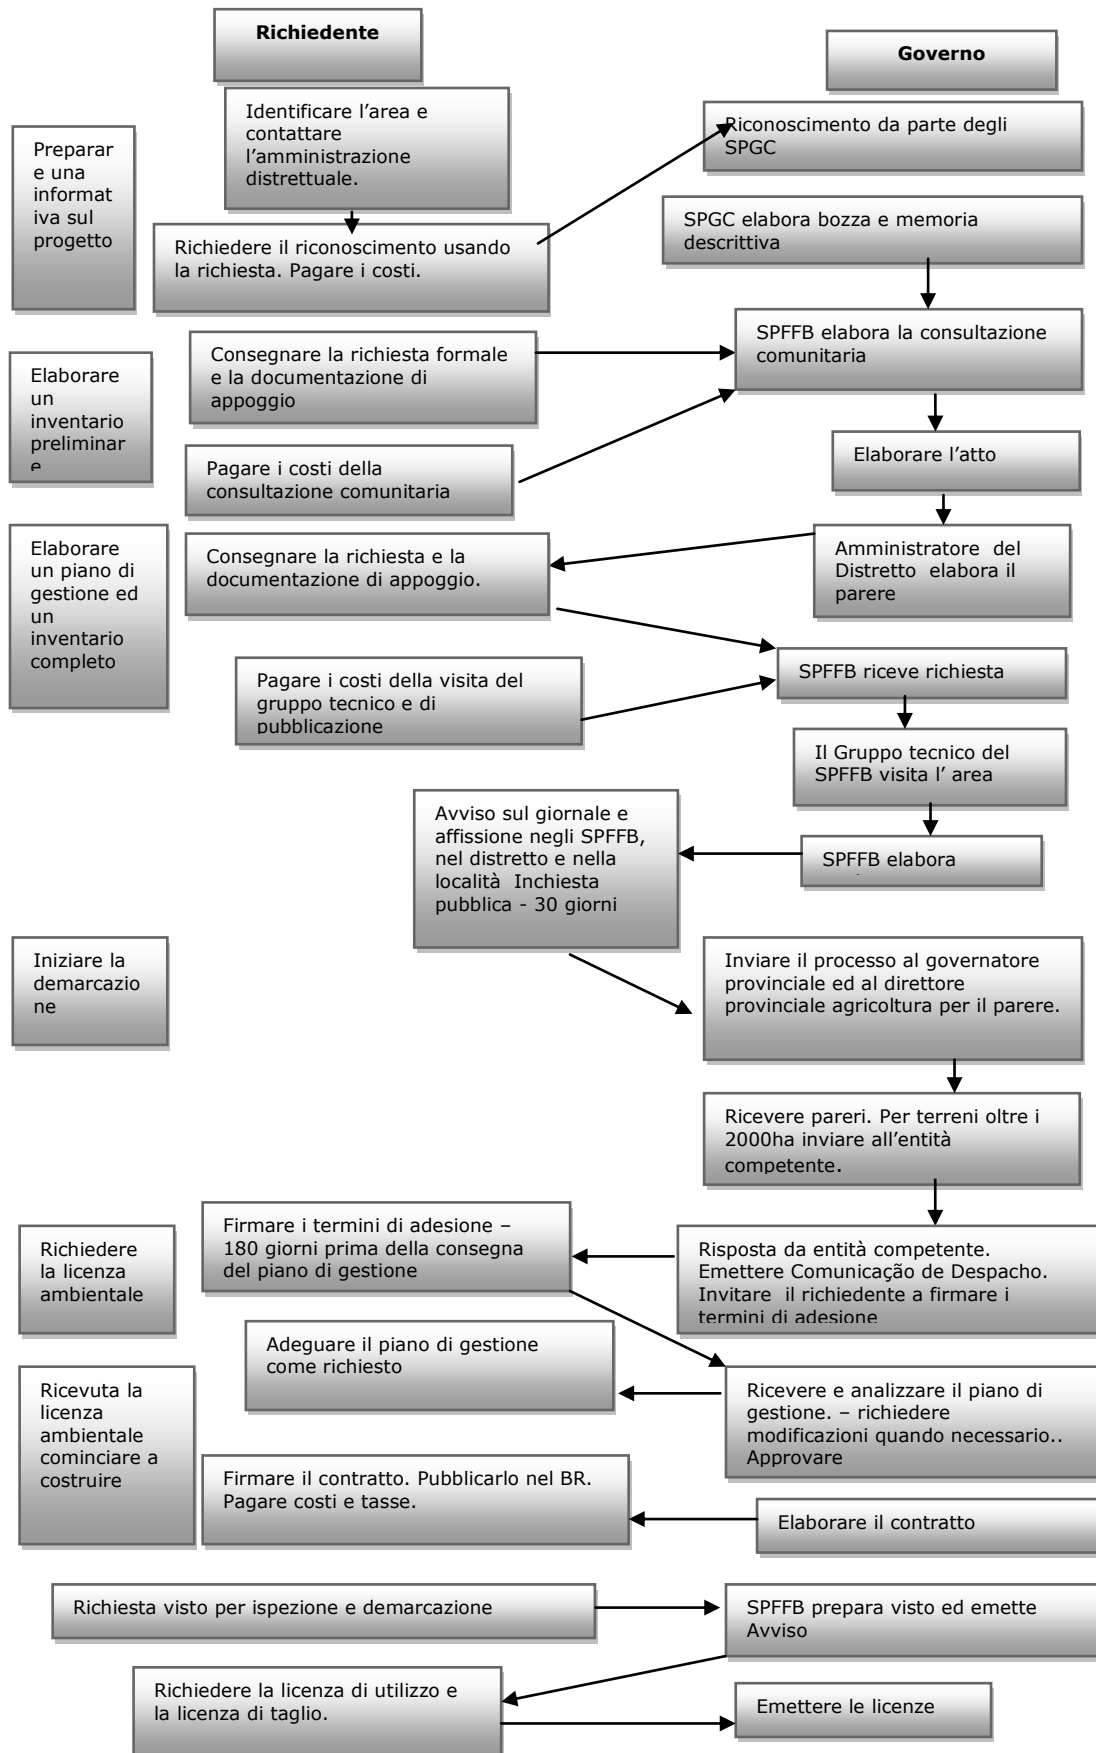 Richiedente
Governo
Identificare l'area e
contattare
l'amministrazione
distrettuale.
Riconoscimento da parte degli
SPGC
Preparar
e una
informat
iva sul
progetto
SPGC elabora bozza e memoria
descrittiva
Richiedere il riconoscimento usando
la richiesta. Pagare i costi.
SPFFB elabora la consultazione
comunitaria
Consegnare la richiesta formale
e la documentazione di
appoggio
Elaborare
un
inventario
preliminar
e
Elaborare l'atto
Pagare i costi della
consultazione comunitaria
Elaborare
un piano di
gestione ed
un
inventario
completo
Consegnare la richiesta e la
documentazione di appoggio.
Amministratore del
Distretto elabora il
parere
SPFFB riceve richiesta
Pagare i costi della visita del
gruppo tecnico e di
pubblicazione
Il Gruppo tecnico del
SPFFB visita l' area
Avviso sul giornale e
affissione negli SPFFB,
nel distretto e nella
località Inchiesta
pubblica - 30 giorni
SPFFB elabora
Iniziare la
demarcazio
ne
Inviare il processo al governatore
provinciale ed al direttore
provinciale agricoltura per il parere.
Ricevere pareri. Per terreni oltre i
2000ha inviare all'entità
competente.
Firmare i termini di adesione –
180 giorni prima della consegna
del piano di gestione
Richiedere
la licenza
ambientale
Risposta da entità competente.
Emettere Comunicação de Despacho.
Invitare il richiedente a firmare i
termini di adesione
Adeguare il piano di gestione
come richiesto
Ricevuta la
licenza
ambientale
cominciare a
costruire
Ricevere e analizzare il piano di
gestione. – richiedere
modificazioni quando necessario..
Approvare
Firmare il contratto. Pubblicarlo nel BR.
Pagare costi e tasse.
Elaborare il contratto
Richiesta visto per ispezione e demarcazione
SPFFB prepara visto ed emette
Avviso
Richiedere la licenza di utilizzo e
la licenza di taglio.
Emettere le licenze